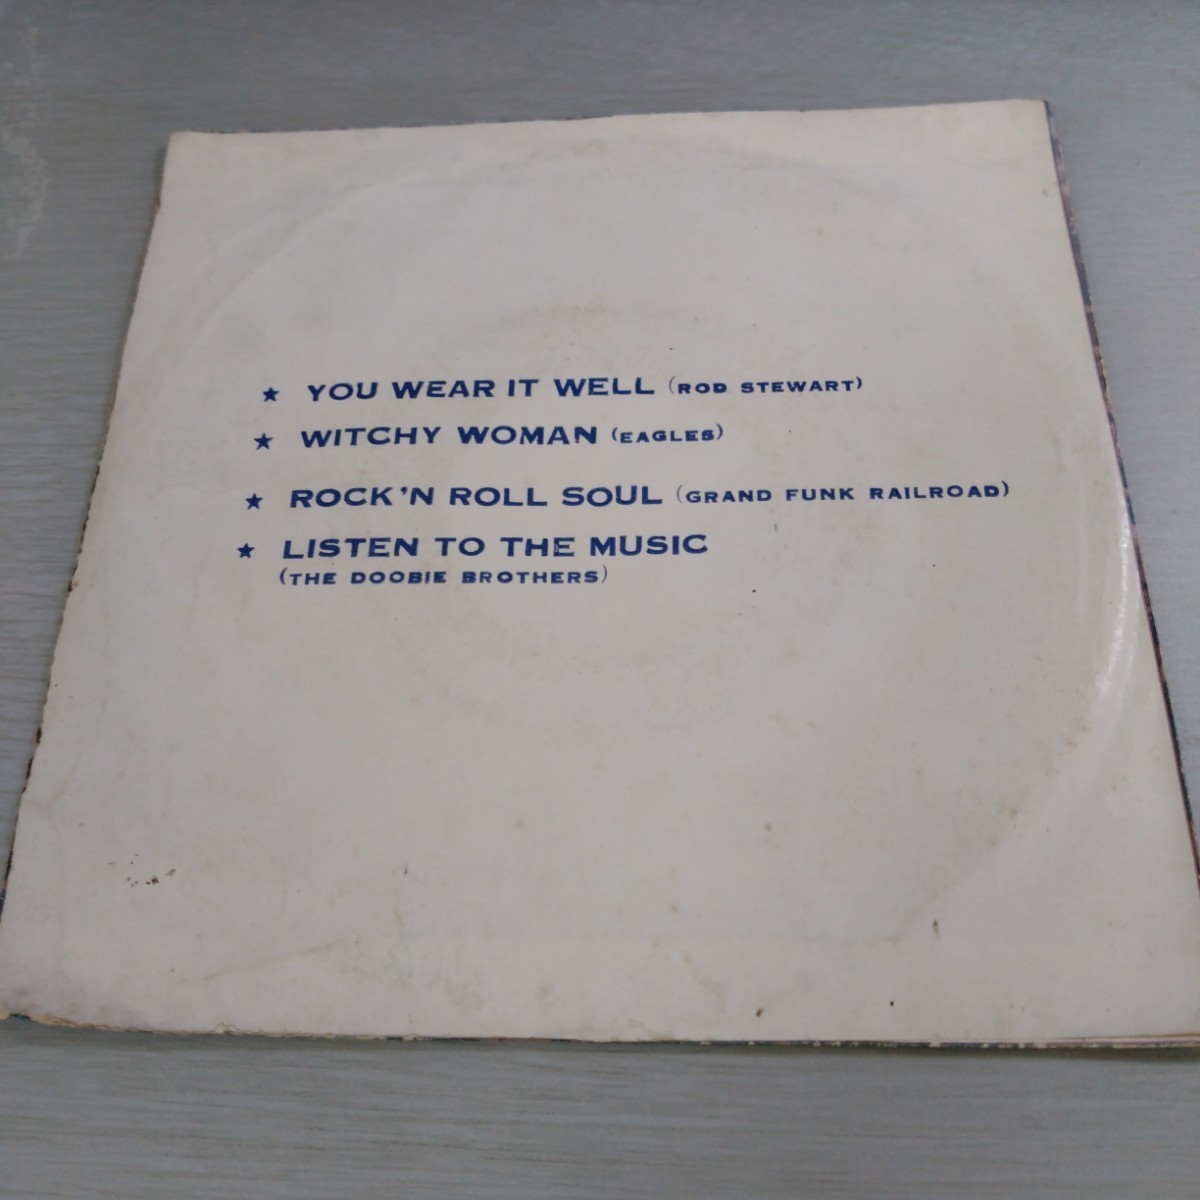 ★ YOU WEAR IT WELL (ROD STEWART)
★ WITCHY WOMAN (EAGLES)
★ ROCK'N ROLL SOUL (GRAND FUNK RAILROAD)
★ LISTEN TO THE MUSIC
(THE DOOBIE BROTHERS)